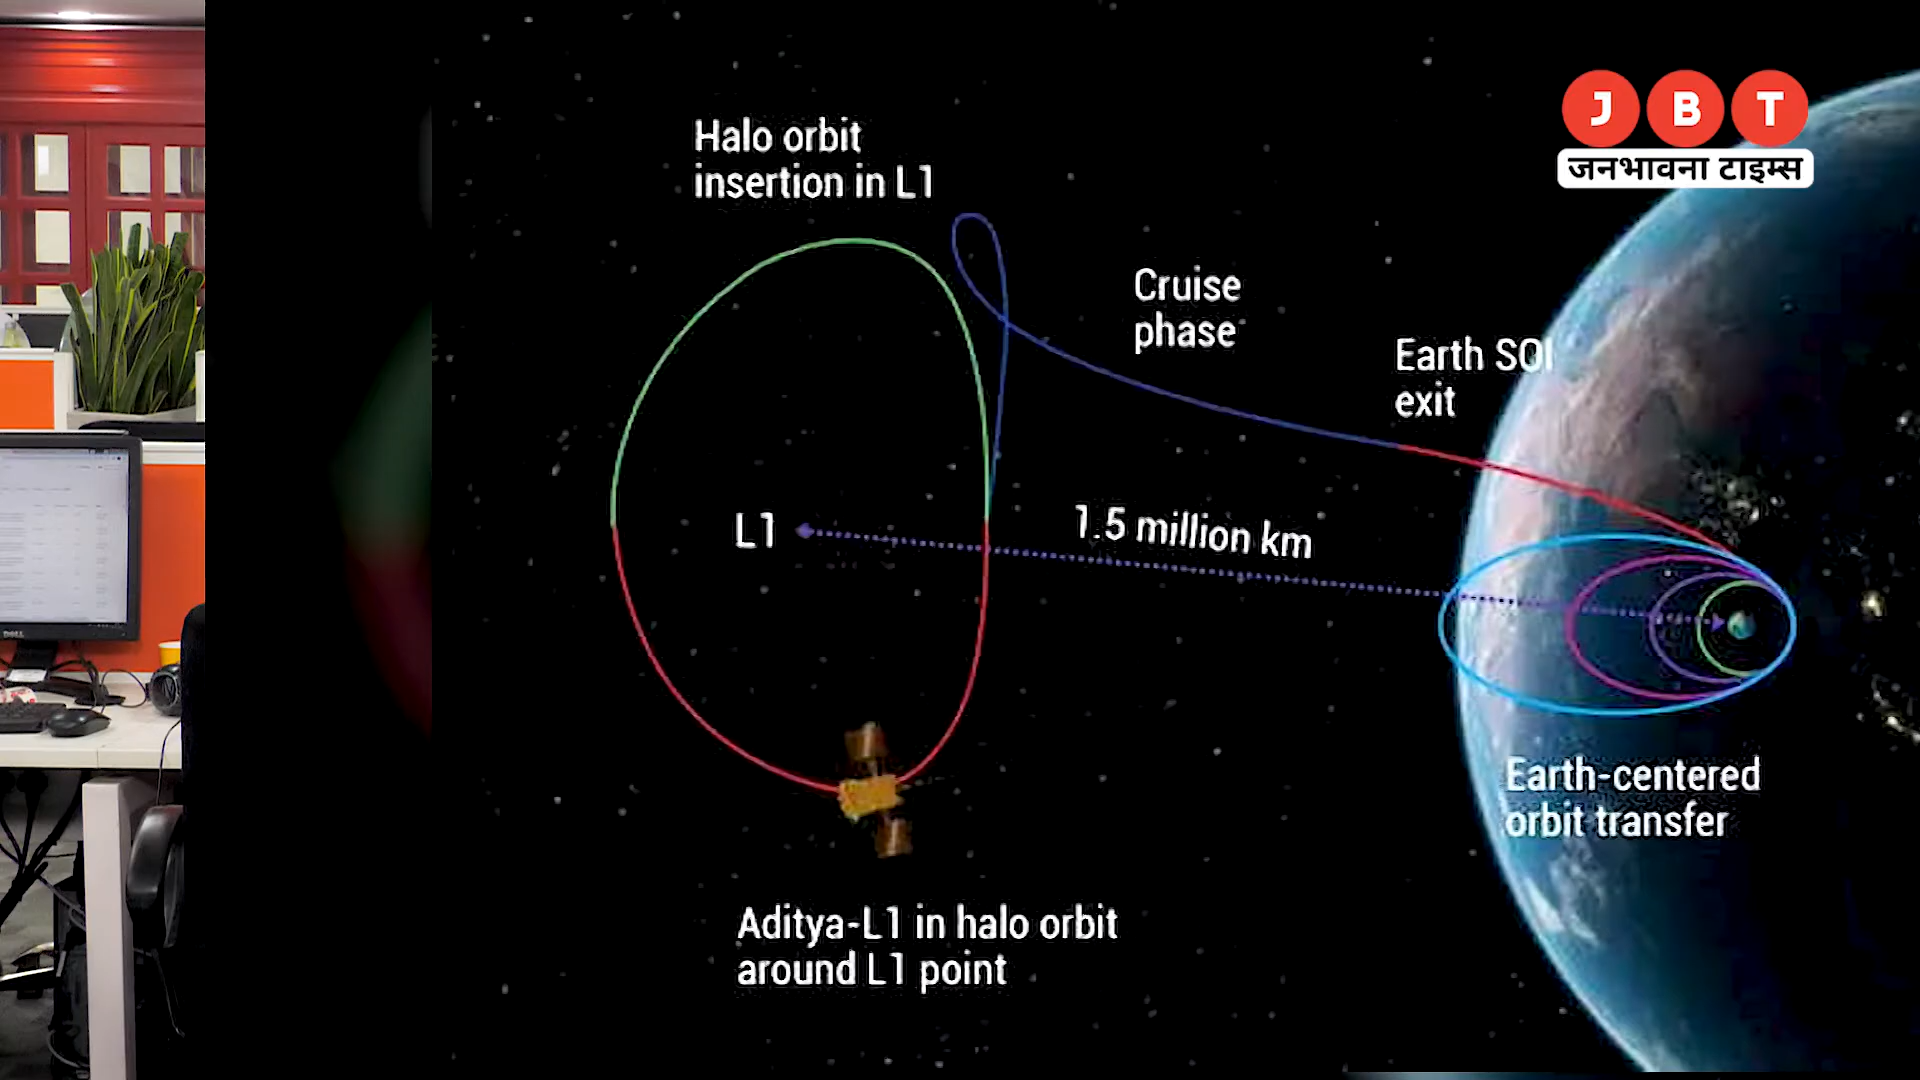 J B T
जनभावना टाइम्स
Halo orbit
insertion in L1
Cruise
phase
Earth SOI
exit
L1
1.5 million km
Earth-centered
orbit transfer
Aditya-L1 in halo orbit
around L1 point
DELL